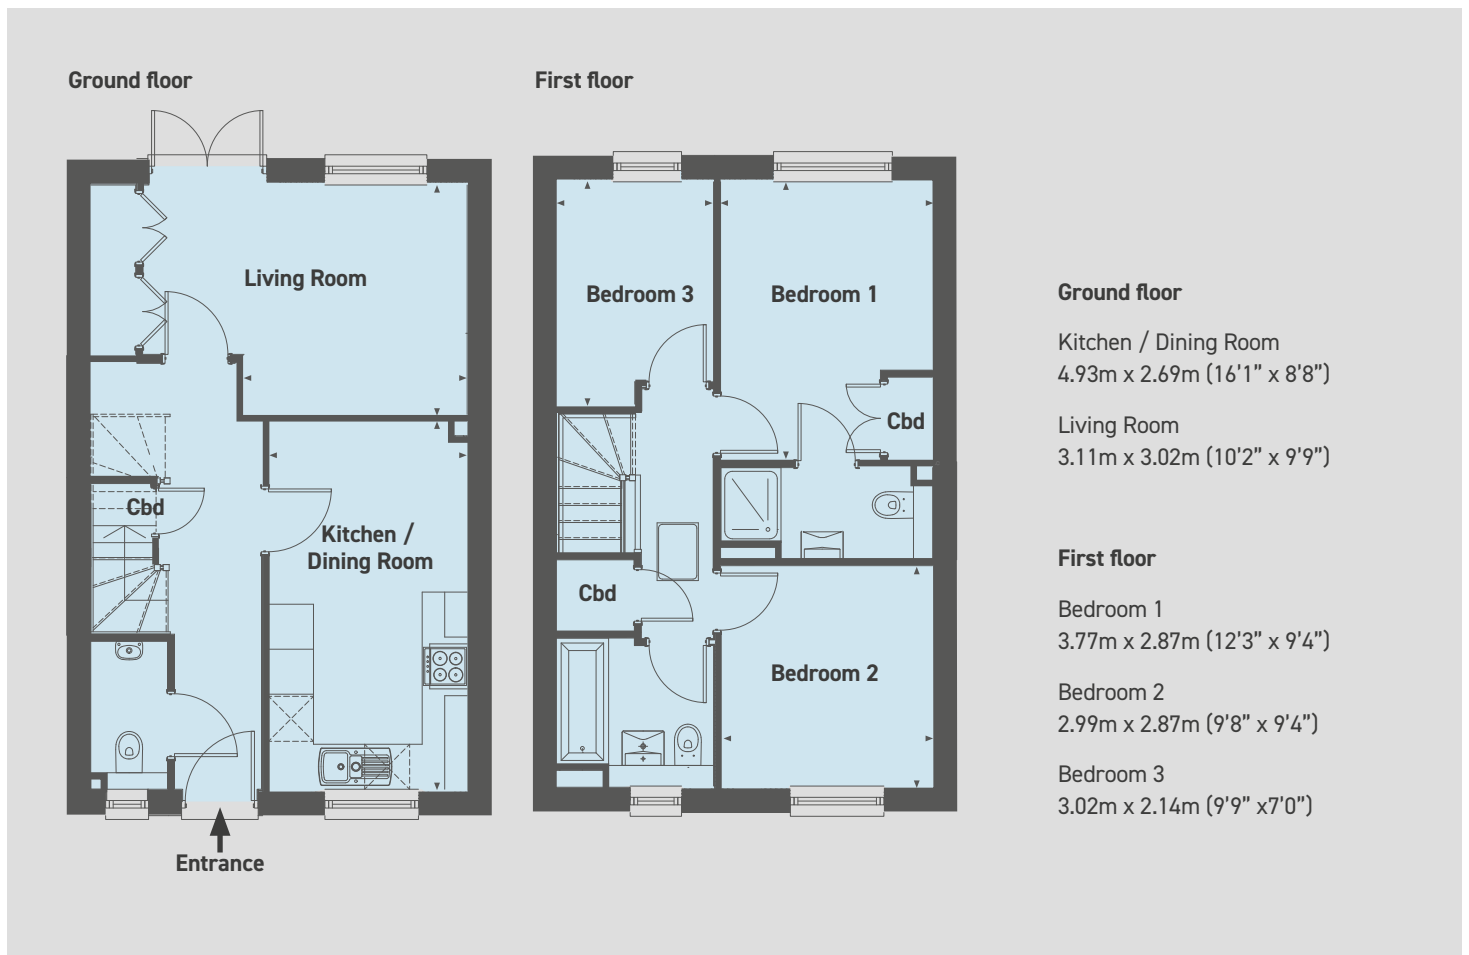 Ground floor
First floor
Living Room
Cbd
Kitchen /
Dining Room
Entrance
Bedroom 3
Bedroom 1
Cbd
Cbd
Bedroom 2
Ground floor
Kitchen / Dining Room
4.93m x 2.69m (16'1” x 8'8”)
Living Room
3.11m x 3.02m (10'2” x 9'9”)
First floor
Bedroom 1
3.77m x 2.87m (12'3” x 9'4”)
Bedroom 2
2.99m x 2.87m (9'8” x 9'4”)
Bedroom 3
3.02m x 2.14m (9'9” x7'0”)